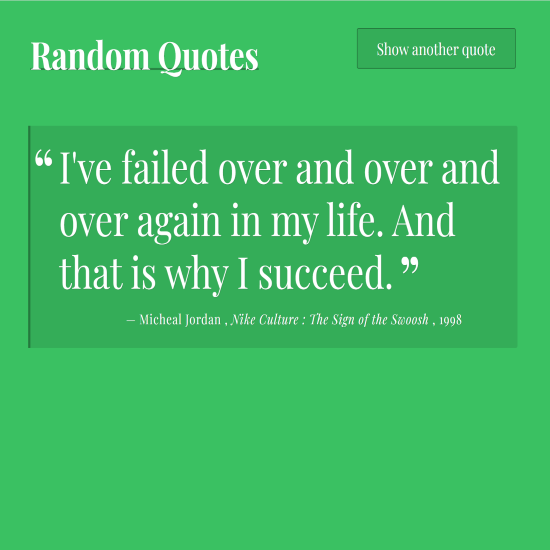 Random Quotes
Show another quote
“ I've failed over and over and
over again in my life. And
that is why I succeed. ”
– Micheal Jordan , Nike Culture : The Sign of the Swoosh , 1998